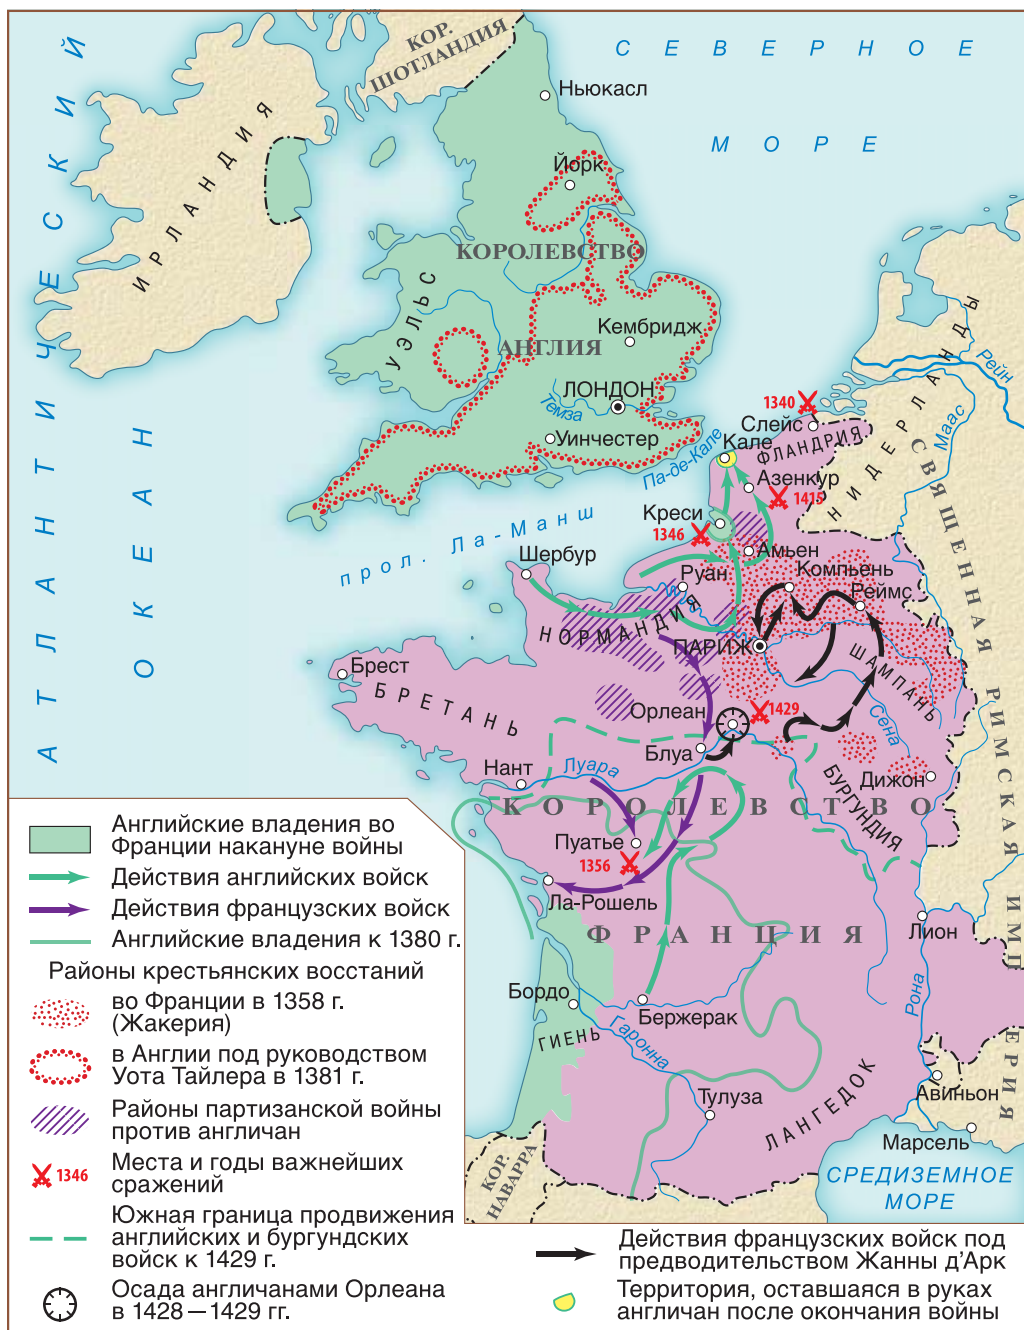 КОР.
ШОТЛАНДИЯ
СЕВЕРНОЕ
МОРЕ
АТЛАНТИЧЕСКИЙ
ОКЕАН
ИРЛАНДИЯ
Ньюкасл
Йорк
КОРОЛЕВСТВО
АНГЛИЯ
УЭЛЬС
Кембридж
ЛОНДОН
Темза
Уинчестер
1340
Слейс
Па-де-Кале
Кале
ФЛАНДРИЯ
НИДЕРЛАНДЫ
Рейн
Маас
СВЯЩЕННАЯ РИМСКАЯ ИМПЕРИЯ
Азенкур
1415
Креси
1346
прол. Ла-Манш
Шербур
Амьен
Руан
Компьень
Реймс
НОРМАНДИЯ
ПАРИЖ
ШАМПАНЬ
Брест
БРЕТАНЬ
Орлеан
1429
Сена
Блуа
Нант
Луара
Дижон
БУРГУНДИЯ
КОРОЛЕВСТВО
ФРАНЦИЯ
Пуатье
1356
Ла-Рошель
Лион
Рона
Бордо
Бержерак
ГИЕНЬ
Гаронна
Тулуза
ЛАНГЕДОК
Авиньон
Марсель
КОР.
НАВАРРА
СРЕДИЗЕМНОЕ
МОРЕ
Английские владения во
Франции накануне войны
Действия английских войск
Действия французских войск
Английские владения к 1380 г.
Районы крестьянских восстаний
во Франции в 1358 г.
(Жакерия)
в Англии под руководством
Уота Тайлера в 1381 г.
Районы партизанской войны
против англичан
1346
Места и годы важнейших
сражений
Южная граница продвижения
английских и бургундских
войск к 1429 г.
Осада англичанами Орлеана
в 1428—1429 гг.
Действия французских войск под
предводительством Жанны д'Арк
Территория, оставшаяся в руках
англичан после окончания войны